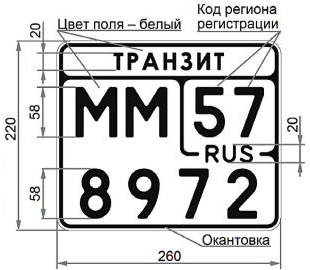 Цвет поля – белый
Код региона
регистрации
20
ТРАНЗИТ
58
ММ 57
220
20
RUS
58
8972
Окантовка
260